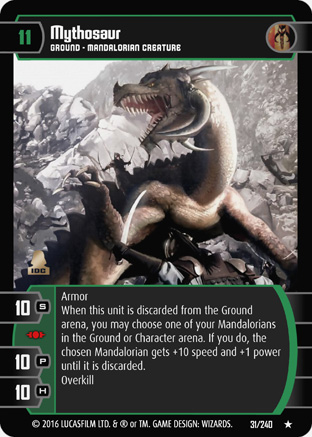 11
Mythosaur
GROUND - MANDALORIAN CREATURE
IDC
10 S
10 P
10 H
Armor
When this unit is discarded from the Ground
arena, you may choose one of your Mandalorians
in the Ground or Character arena. If you do, the
chosen Mandalorian gets +10 speed and +1 power
until it is discarded.
Overkill
© 2016 LUCASFILM LTD. & ® or TM. GAME DESIGN: WIZARDS.
31/240